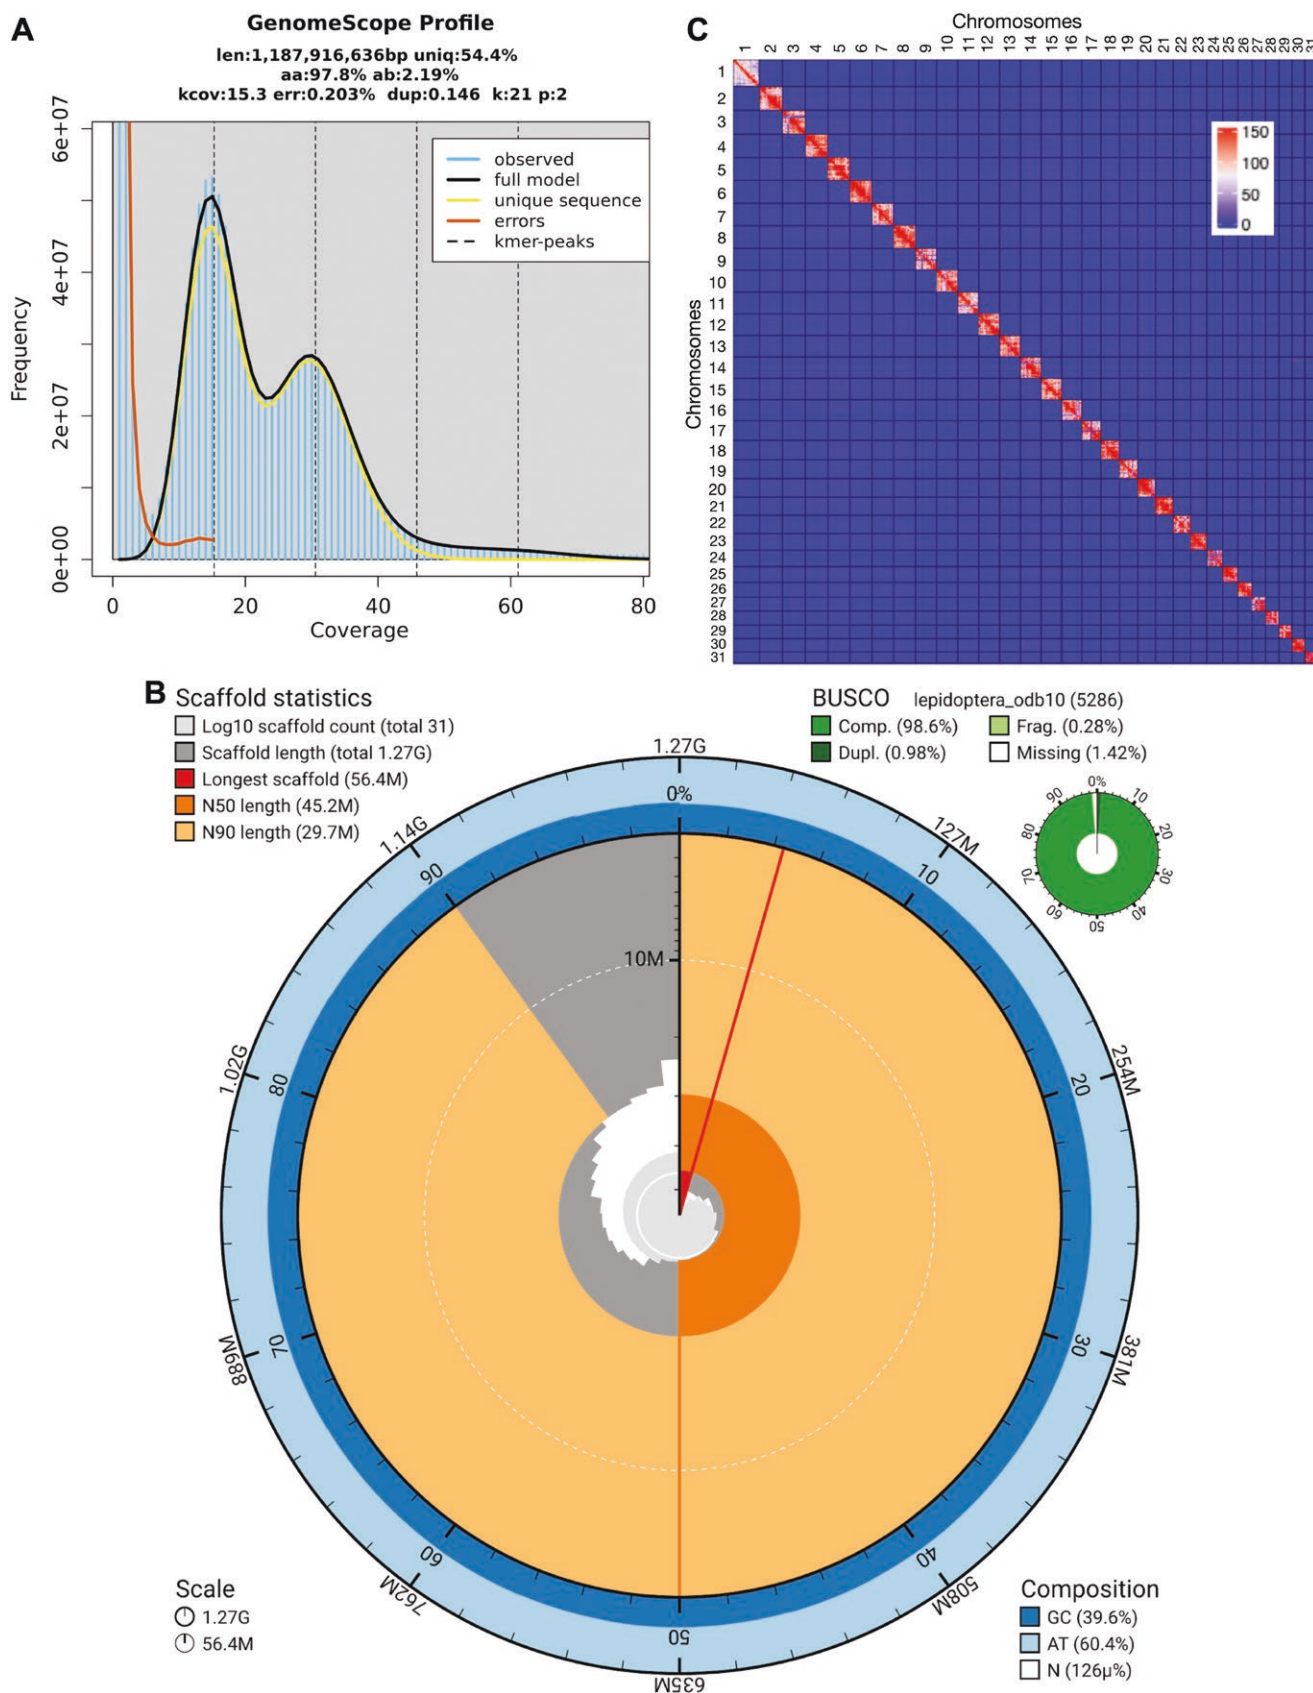 A
GenomeScope Profile
len:1,187,916,636bp uniq:54.4%
aa:97.8% ab:2.19%
kcov:15.3 err:0.203% dup:0.146 k:21 p:2
Frequency
6e+07
4e+07
2e+07
0e+00
observed
full model
unique sequence
errors
kmer-peaks
0 20 40 60 80
Coverage
C
Chromosomes
1 2 3 4 5 6 7 8 9 10 11 12 13 14 15 16 17 18 19 20 21 22 23 24 25 26 27 28 29 30 31
Chromosomes
1
2
3
4
5
6
7
8
9
10
11
12
13
14
15
16
17
18
19
20
21
22
23
24
25
26
27
28
29
30
31
150
100
50
0
B
Scaffold statistics
Log10 scaffold count (total 31)
Scaffold length (total 1.27G)
Longest scaffold (56.4M)
N50 length (45.2M)
N90 length (29.7M)
BUSCO lepidoptera_odb10 (5286)
Comp. (98.6%) Frag. (0.28%)
Dupl. (0.98%) Missing (1.42%)
0%
10
20
30
40
50
60
70
80
90
1.27G
127M
254M
381M
508M
635M
762M
889M
1.02G
1.14G
0%
10
20
30
40
50
60
70
80
90
10M
Scale
1.27G
56.4M
Composition
GC (39.6%)
AT (60.4%)
N (126µ%)